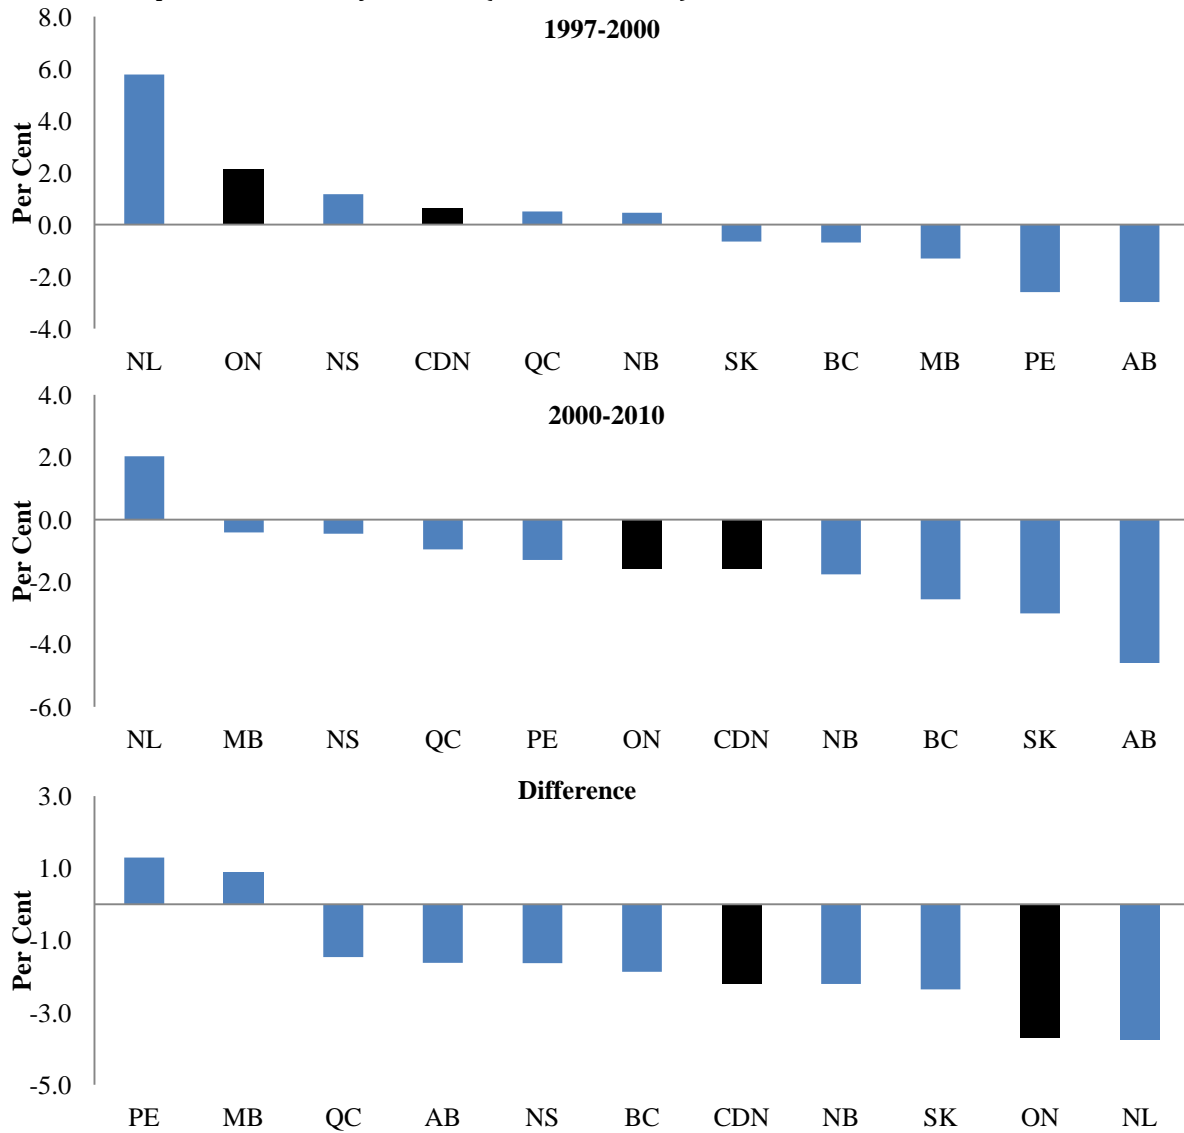 1997-2000
Per Cent
8.0
6.0
4.0
2.0
0.0
-2.0
-4.0
NL ON NS CDN QC NB SK BC MB PE AB
2000-2010
Per Cent
4.0
2.0
0.0
-2.0
-4.0
-6.0
NL MB NS QC PE ON CDN NB BC SK AB
Difference
Per Cent
3.0
1.0
-1.0
-3.0
-5.0
PE MB QC AB NS BC CDN NB SK ON NL